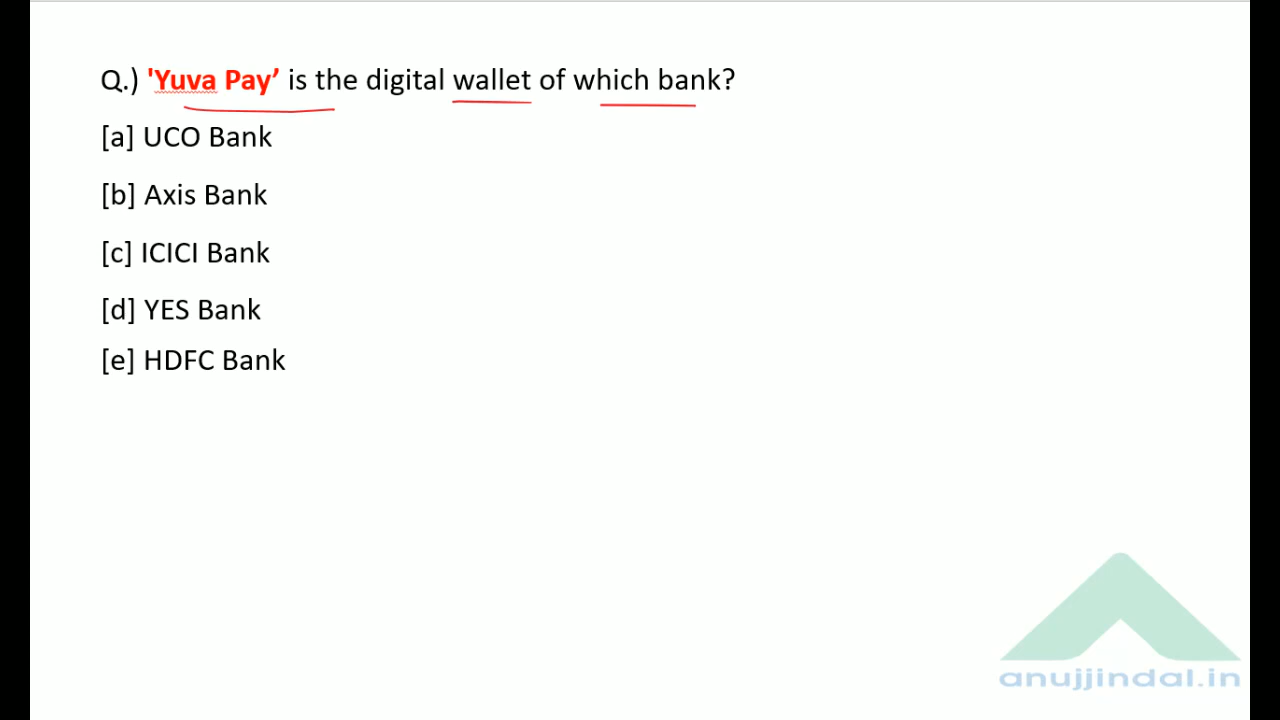 Q.) 'Yuva Pay’ is the digital wallet of which bank?
[a] UCO Bank
[b] Axis Bank
[c] ICICI Bank
[d] YES Bank
[e] HDFC Bank
anujjindal.in